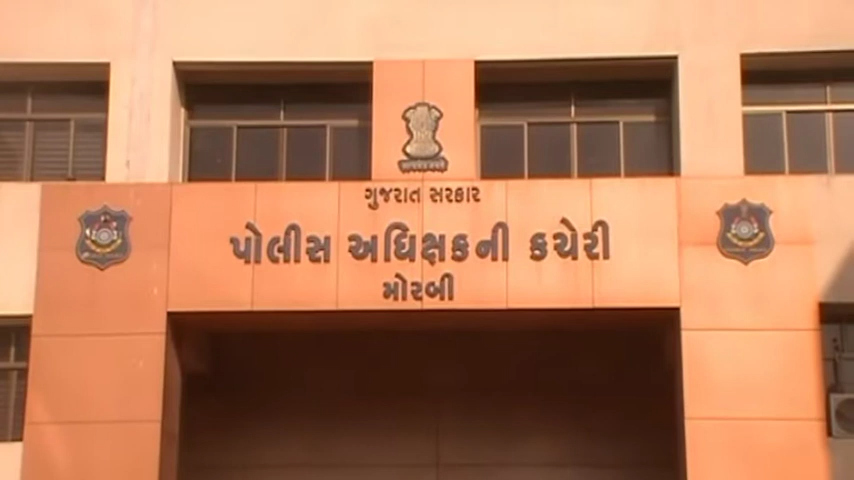 ગુજરાત સરકાર
પોલીસ અધિક્ષકની કચેરી
મોરબી